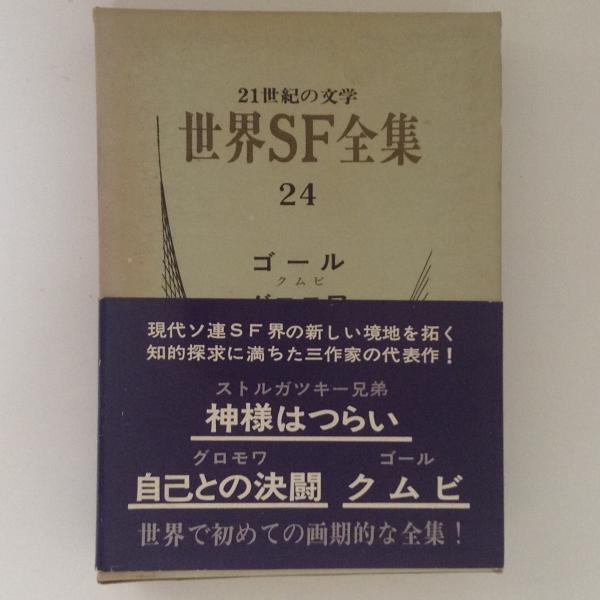 21世紀の文学
世界SF全集
24
ゴール
クムビ
現代ソ連SF界の新しい境地を拓く
知的探求に満ちた三作家の代表作!
ストルガツキー兄弟
神様はつらい
グロモワ ゴール
自己との決闘 クムビ
世界で初めての画期的な全集!